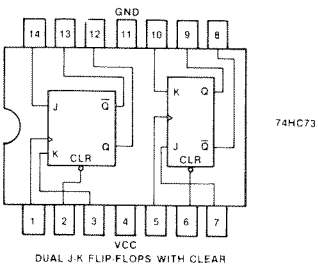 GND
14 13 12 11 10 9 8
J Q̅ K Q
K Q J Q̅
CLR CLR
74HC73
1 2 3 4 5 6 7
VCC
DUAL J-K FLIP-FLOPS WITH CLEAR